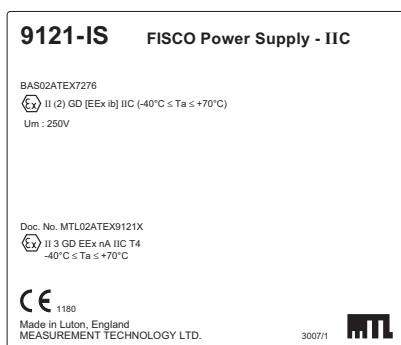 9121-IS FISCO Power Supply - IIC
BAS02ATEX7276
Ex II (2) GD [EEx ib] IIC (-40°C ≤ Ta ≤ +70°C)
Um : 250V
Doc. No. MTL02ATEX9121X
Ex II 3 GD EEx nA IIC T4
-40°C ≤ Ta ≤ +70°C
CE 1180
Made in Luton, England
MEASUREMENT TECHNOLOGY LTD. 3007/1 MTL